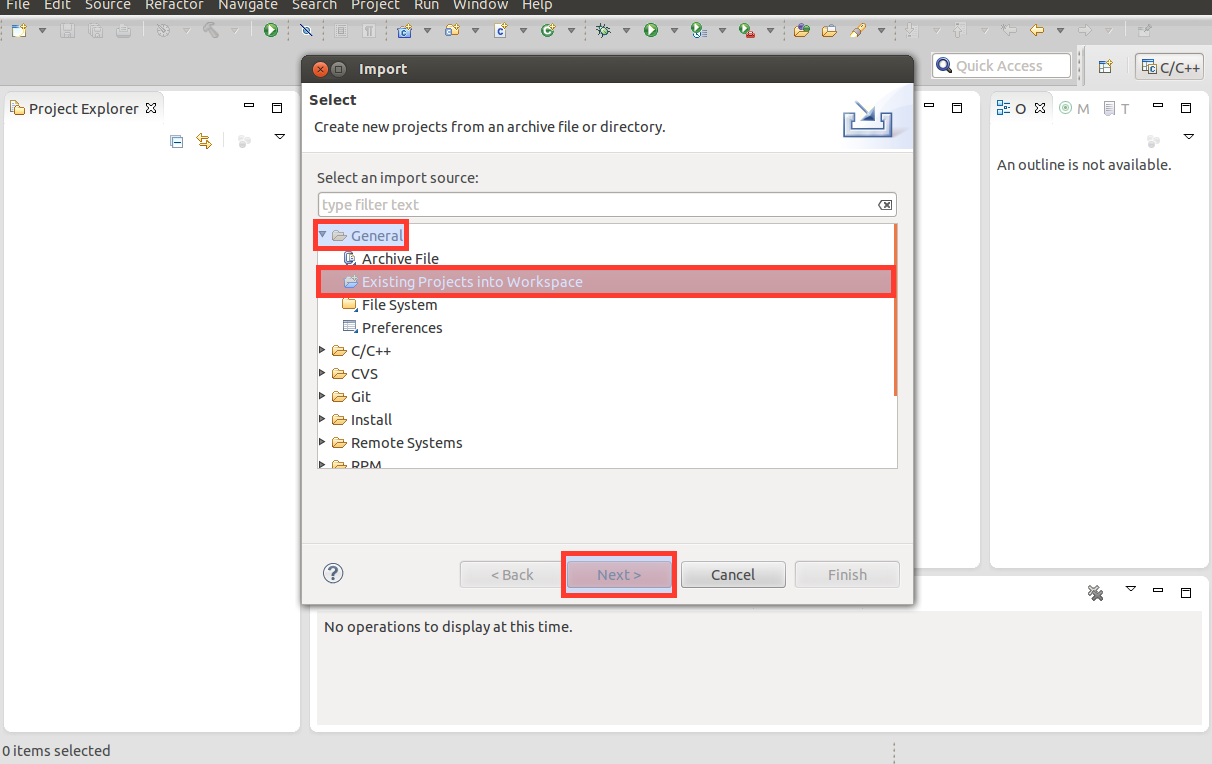 File Edit Source Refactor Navigate Search Project Run Window Help
Quick Access
C/C++
Import
Project Explorer
Select
Create new projects from an archive file or directory.
O M T
An outline is not available.
Select an import source:
type filter text
General
Archive File
Existing Projects into Workspace
File System
Preferences
C/C++
CVS
Git
Install
Remote Systems
RPM
< Back Next > Cancel Finish
No operations to display at this time.
0 items selected